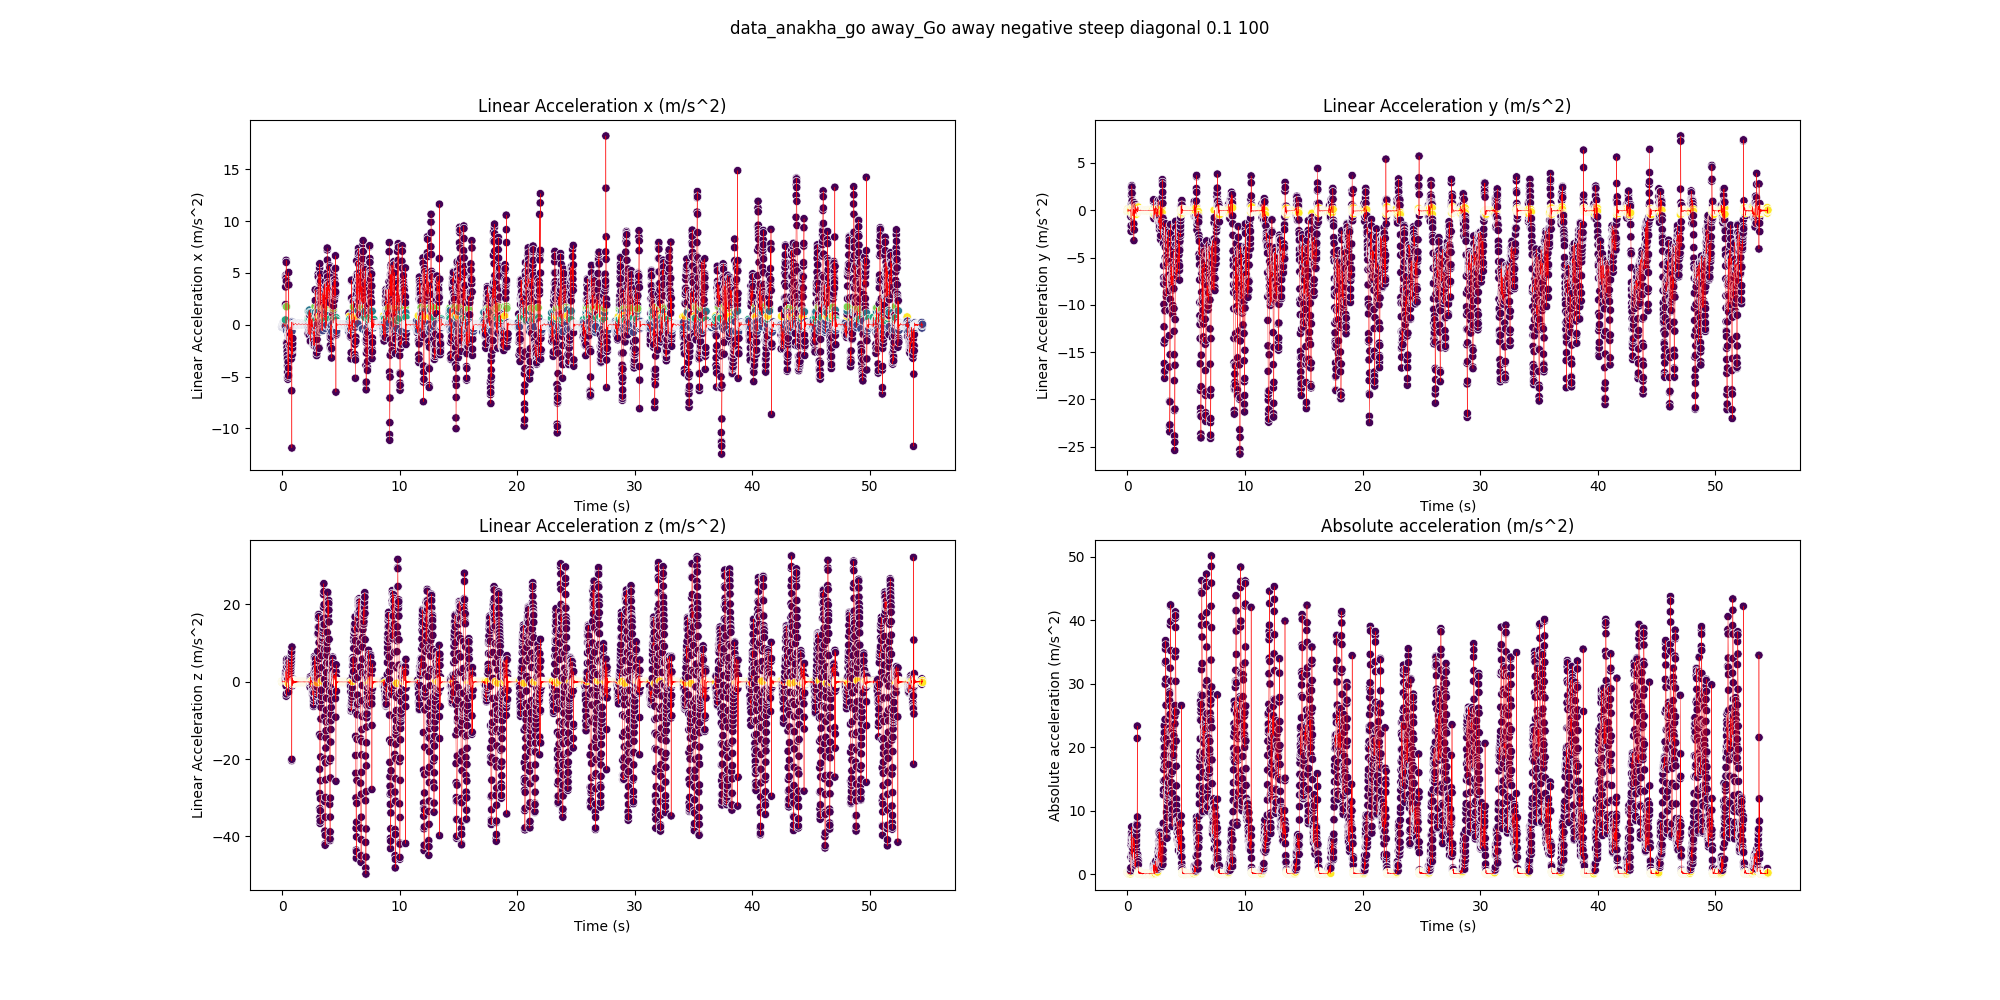 data_anakha_go away_Go away negative steep diagonal 0.1 100
Linear Acceleration x (m/s^2)
Linear Acceleration x (m/s^2)
15
10
5
0
−5
−10
0 10 20 30 40 50
Time (s)
Linear Acceleration y (m/s^2)
Linear Acceleration y (m/s^2)
5
0
−5
−10
−15
−20
−25
0 10 20 30 40 50
Time (s)
Linear Acceleration z (m/s^2)
Linear Acceleration z (m/s^2)
20
0
−20
−40
0 10 20 30 40 50
Time (s)
Absolute acceleration (m/s^2)
Absolute acceleration (m/s^2)
50
40
30
20
10
0
0 10 20 30 40 50
Time (s)